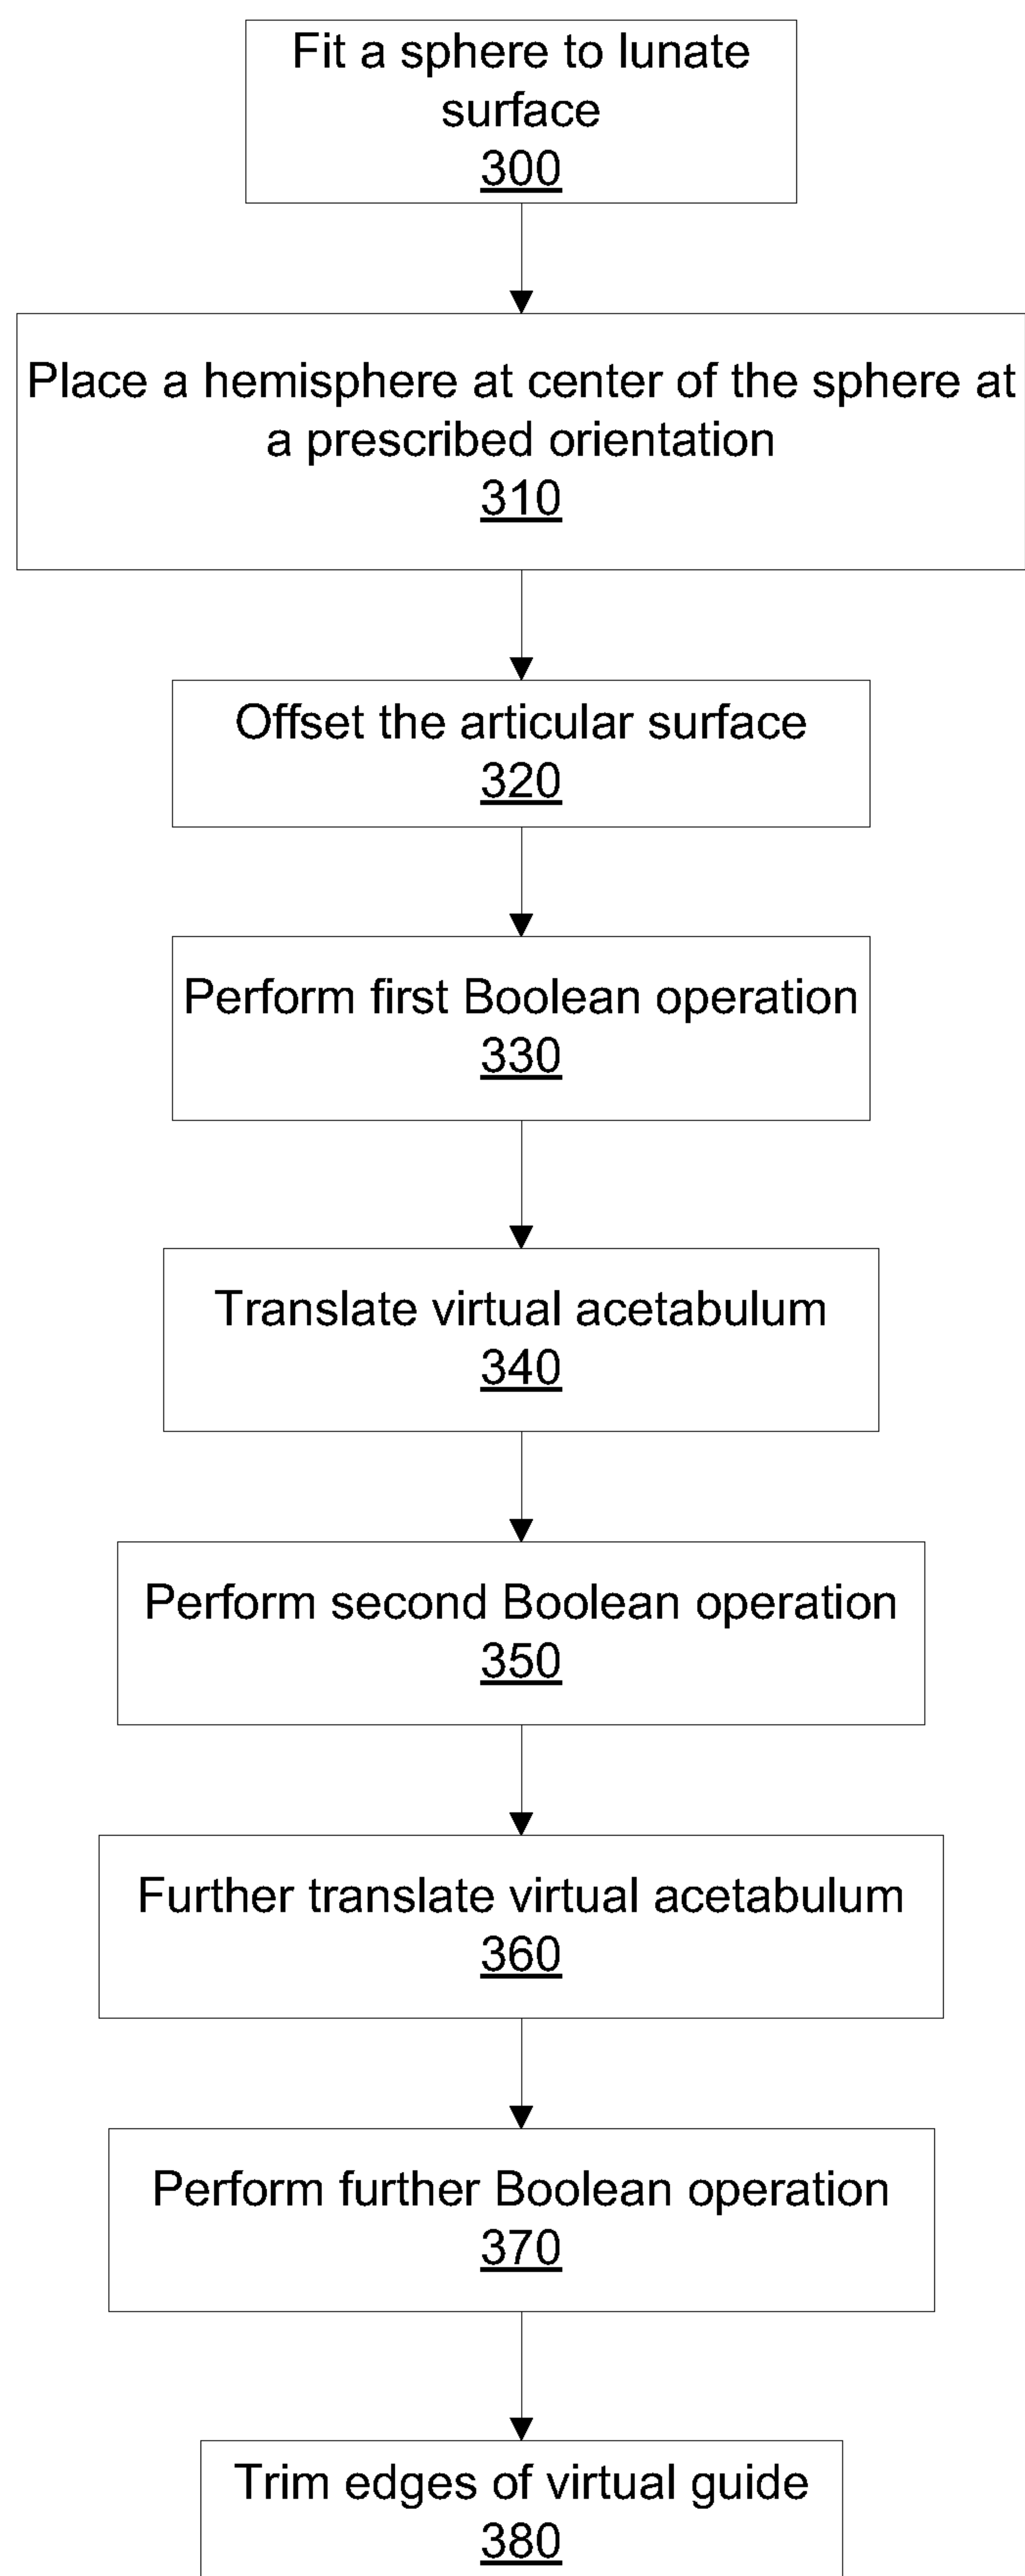 Fit a sphere to lunate
surface
300
Place a hemisphere at center of the sphere at
a prescribed orientation
310
Offset the articular surface
320
Perform first Boolean operation
330
Translate virtual acetabulum
340
Perform second Boolean operation
350
Further translate virtual acetabulum
360
Perform further Boolean operation
370
Trim edges of virtual guide
380